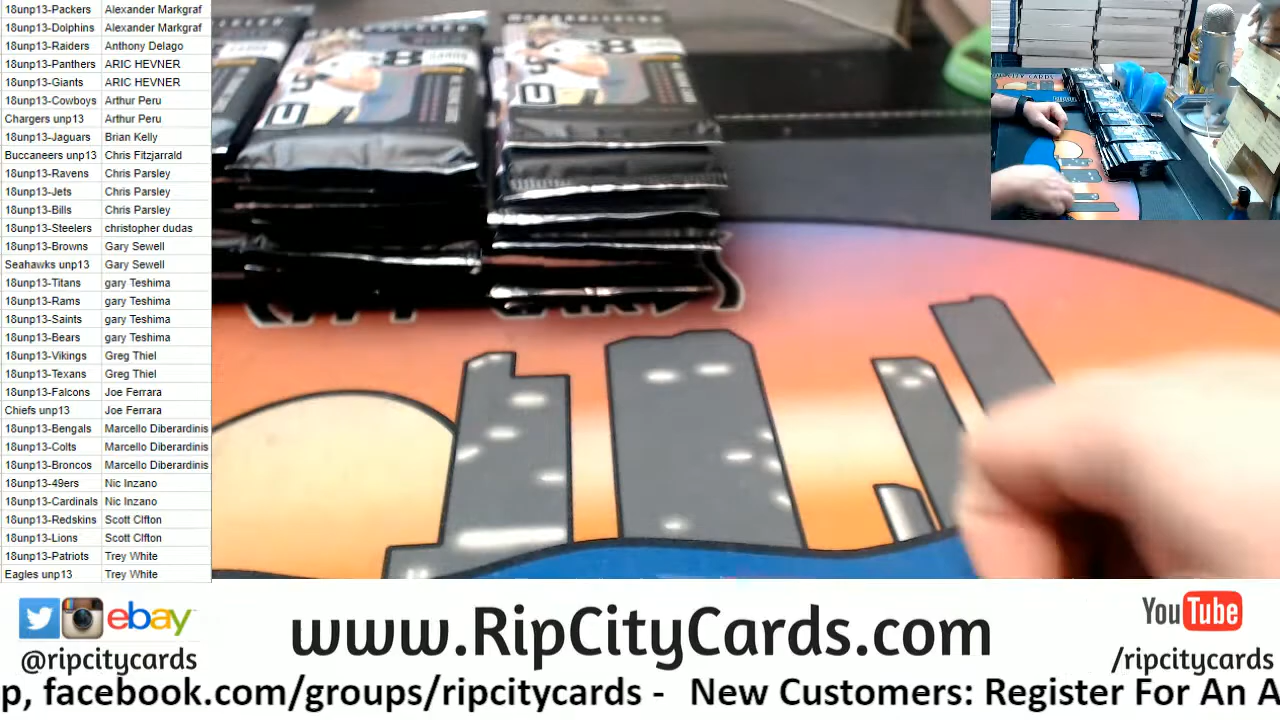 18unp13-Packers Alexander Markgraf
18unp13-Dolphins Alexander Markgraf
18unp13-Raiders Anthony Delago
18unp13-Panthers ARIC HEVNER
18unp13-Giants ARIC HEVNER
18unp13-Cowboys Arthur Peru
Chargers unp13 Arthur Peru
18unp13-Jaguars Brian Kelly
Buccaneers unp13 Chris Fitzjarrald
18unp13-Ravens Chris Parsley
18unp13-Jets Chris Parsley
18unp13-Bills Chris Parsley
18unp13-Steelers christopher dudas
18unp13-Browns Gary Sewell
Seahawks unp13 Gary Sewell
18unp13-Titans gary Teshima
18unp13-Rams gary Teshima
18unp13-Saints gary Teshima
18unp13-Bears gary Teshima
18unp13-Vikings Greg Thiel
18unp13-Texans Greg Thiel
18unp13-Falcons Joe Ferrara
Chiefs unp13 Joe Ferrara
18unp13-Bengals Marcello Diberardinis
18unp13-Colts Marcello Diberardinis
18unp13-Broncos Marcello Diberardinis
18unp13-49ers Nic Inzano
18unp13-Cardinals Nic Inzano
18unp13-Redskins Scott Clfton
18unp13-Lions Scott Clfton
18unp13-Patriots Trey White
Eagles unp13 Trey White
ebay
@ripcitycards
www.RipCityCards.com
YouTube
/ripcitycards
p, facebook.com/groups/ripcitycards - New Customers: Register For An A